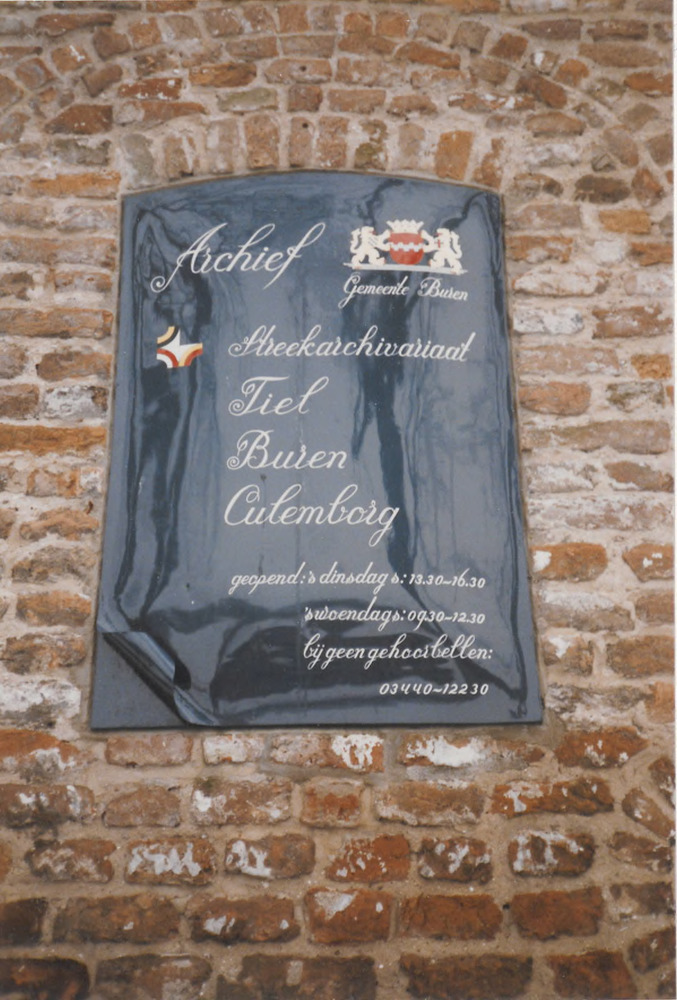 Archief
Gemeente Buren
Streekarchivariaat
Tiel
Buren
Culemborg
geopend: 's dinsdags: 13.30-16.30
's woendags: 09.30-12.30
bij geen gehoor bellen:
03440-12230